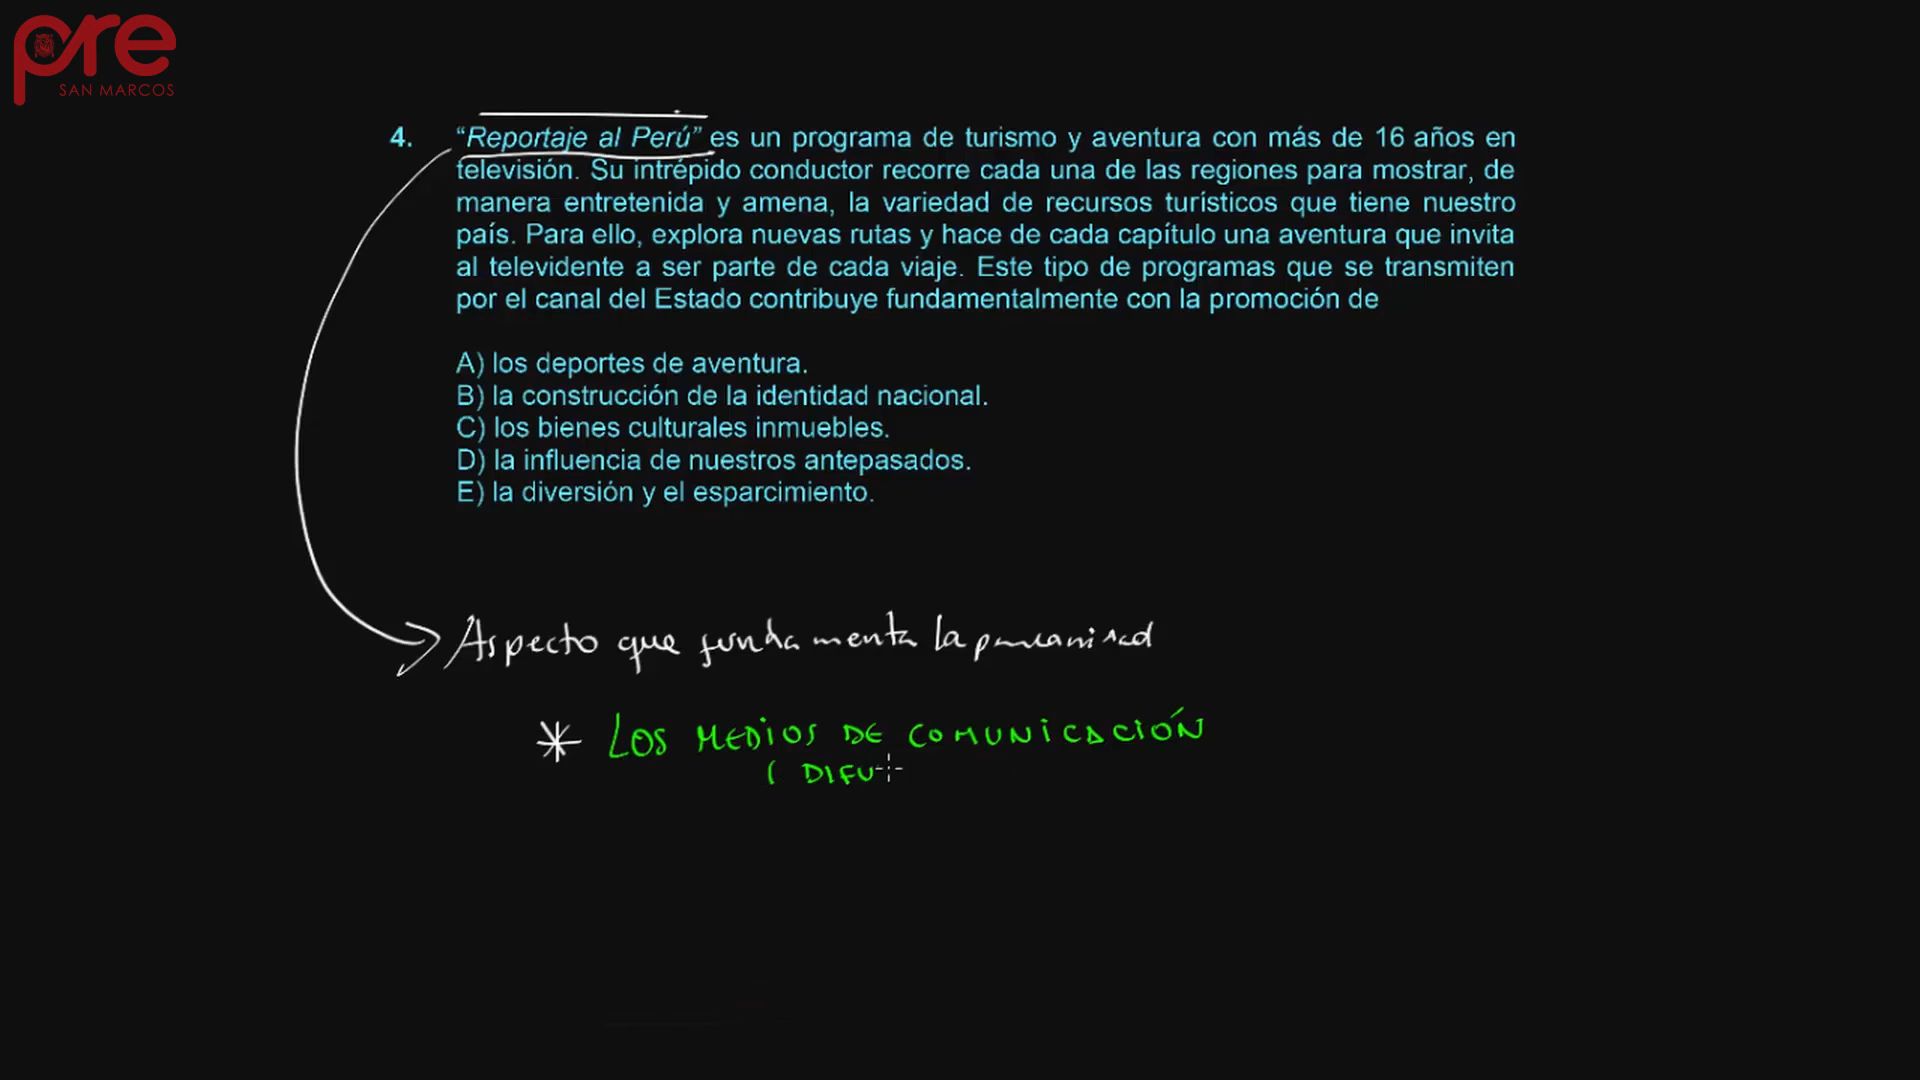 pre
SAN MARCOS
4. “Reportaje al Perú” es un programa de turismo y aventura con más de 16 años en
televisión. Su intrépido conductor recorre cada una de las regiones para mostrar, de
manera entretenida y amena, la variedad de recursos turísticos que tiene nuestro
país. Para ello, explora nuevas rutas y hace de cada capítulo una aventura que invita
al televidente a ser parte de cada viaje. Este tipo de programas que se transmiten
por el canal del Estado contribuye fundamentalmente con la promoción de
A) los deportes de aventura.
B) la construcción de la identidad nacional.
C) los bienes culturales inmuebles.
D) la influencia de nuestros antepasados.
E) la diversión y el esparcimiento.
Aspecto que fundamenta la peruanidad
* LOS MEDIOS DE COMUNICACIÓN
( DIFU